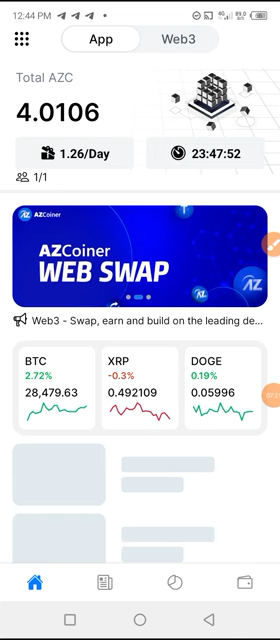 12:44 PM
App
Web3
Total AZC
4.0106
1.26/Day
23:47:52
1/1
AZCoiner
AZCoiner
WEB SWAP
Web3 - Swap, earn and build on the leading de...
BTC
XRP
DOGE
2.72%
-0.3%
0.19%
28,479.63
0.492109
0.05996